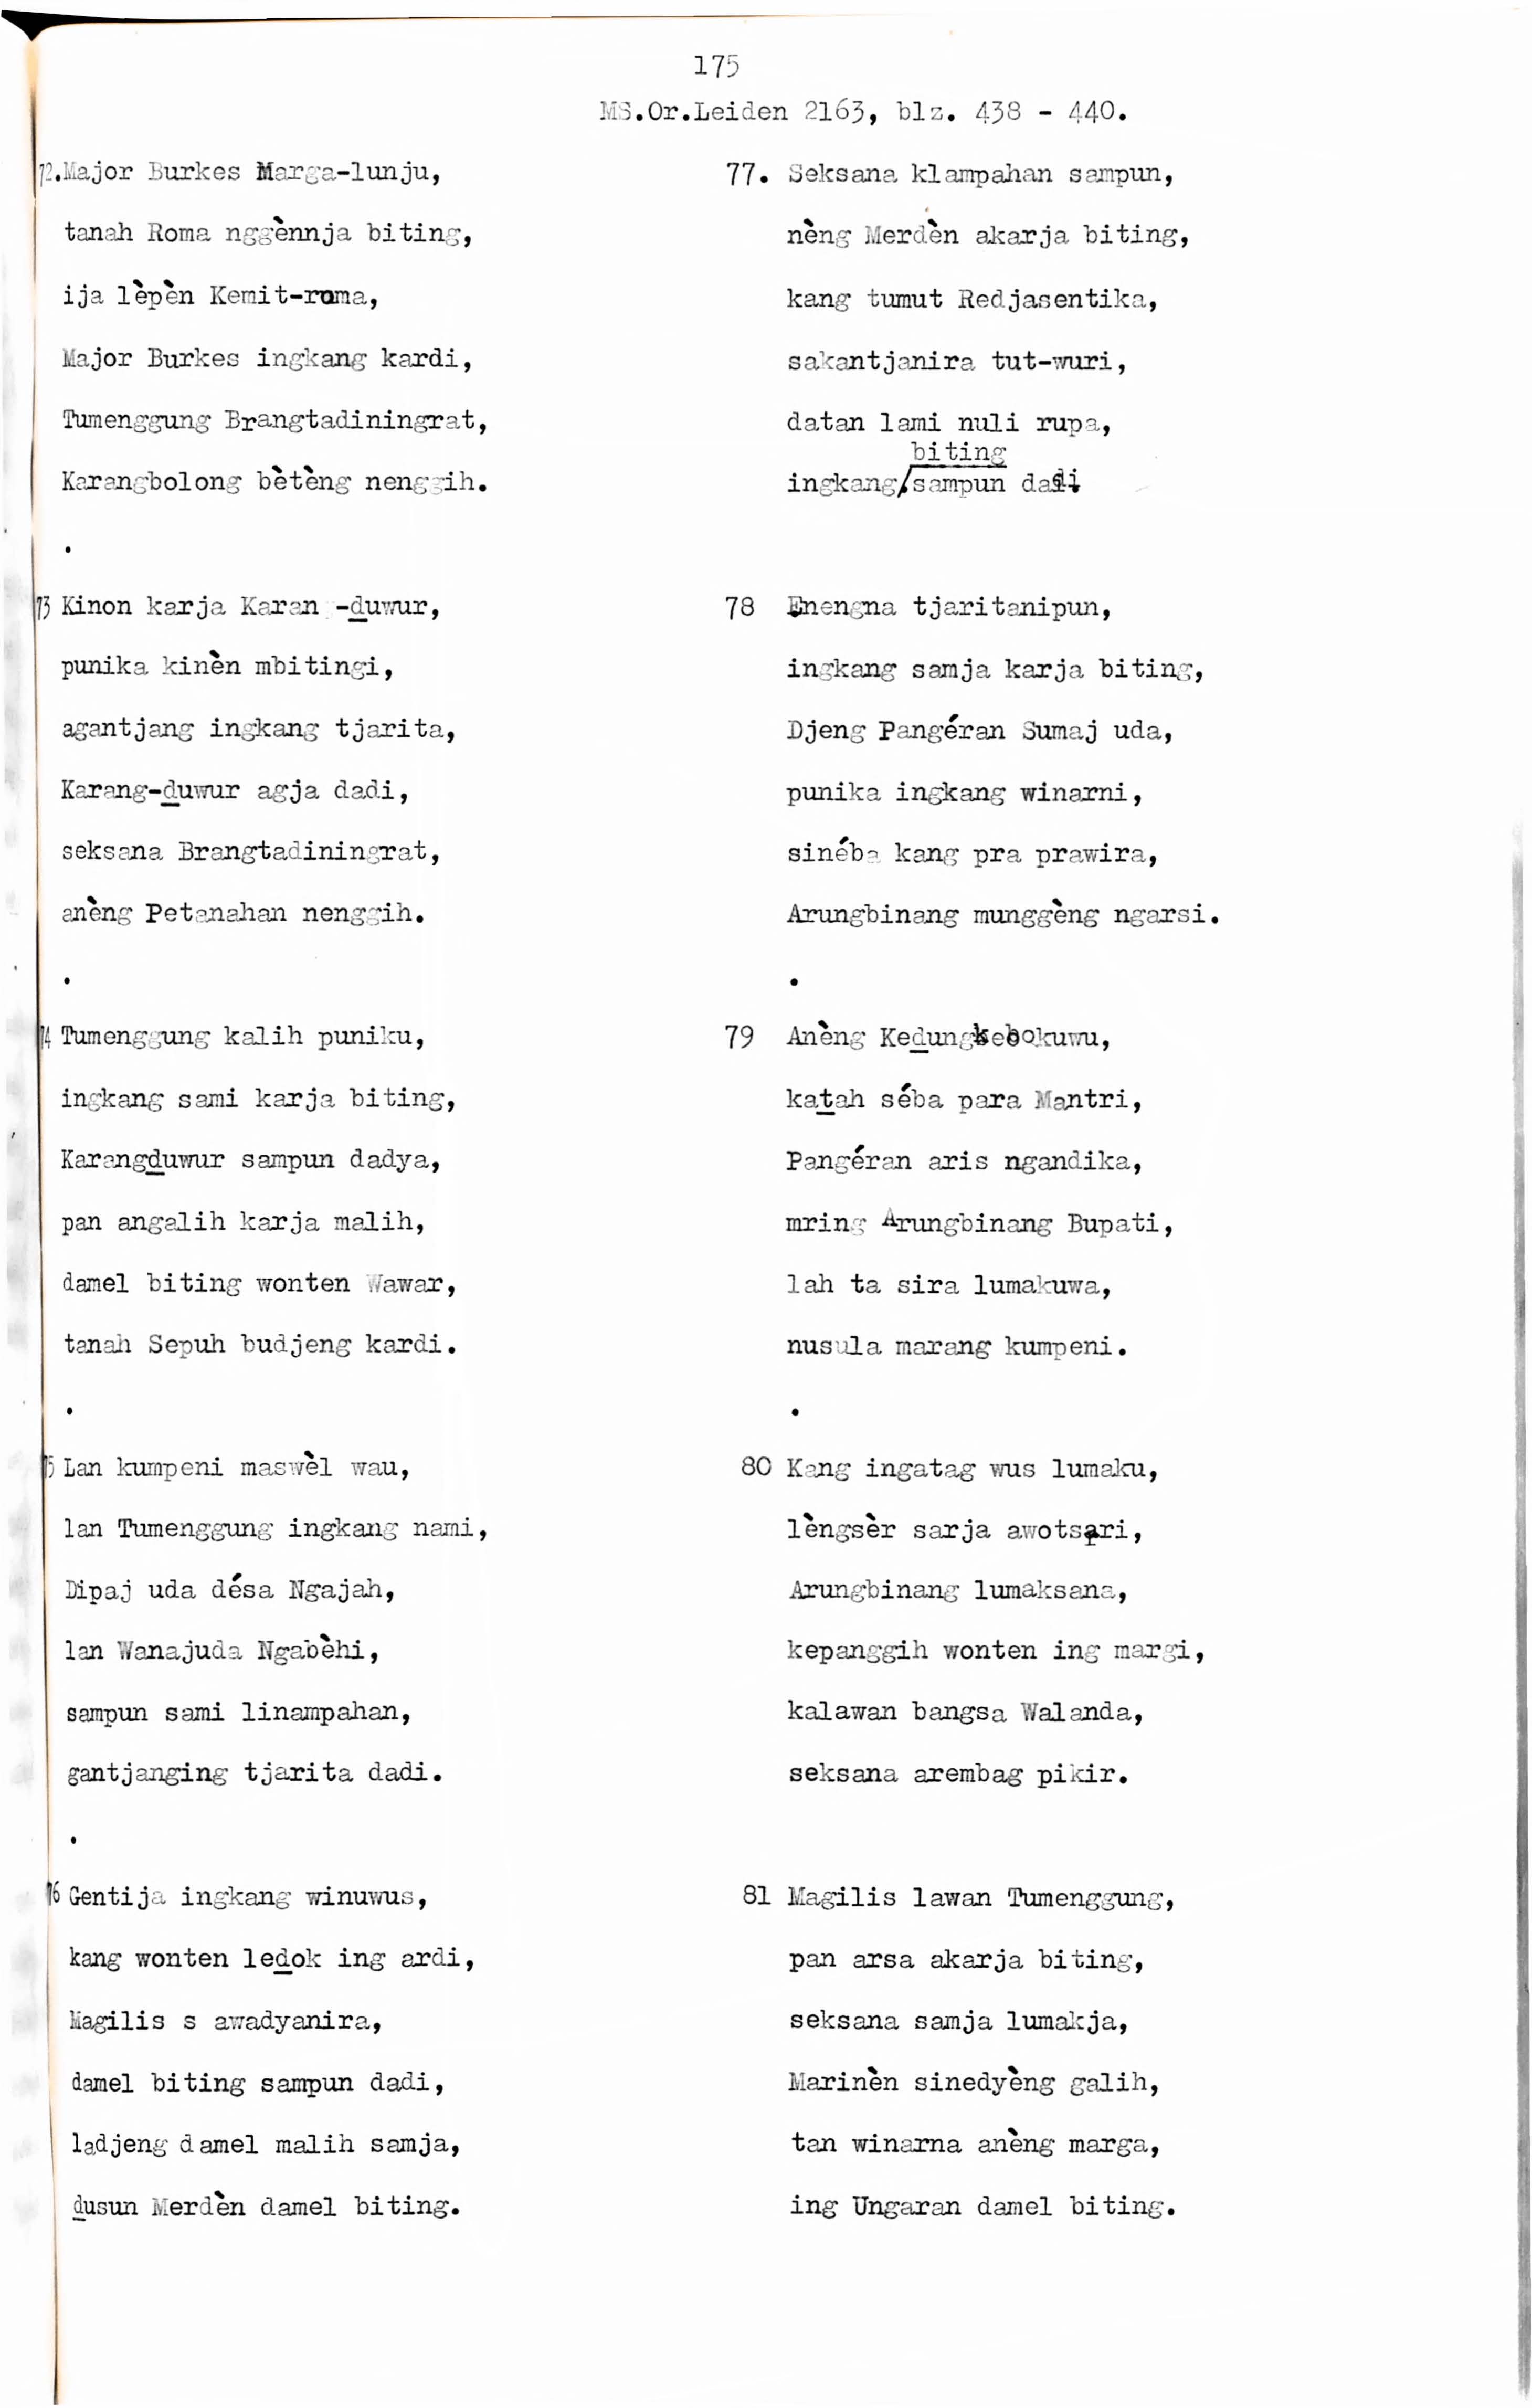 175
MS.Or.Leiden 2163, blz. 438 - 440.
72.Major Burkes Marga-lunju,
tanah Roma nggènnja biting,
ija lèpèn Kemit-roma,
Major Burkes ingkang kardi,
Tumenggung Brangtadiningrat,
Karangbolong bètèng nenggih.
.
73 Kinon karja Karan -ḏuwur,
punika kinèn mbitingi,
agantjang ingkang tjarita,
Karang-ḏuwur agja dadi,
seksana Brangtadiningrat,
anèng Petanahan nenggih.
.
74 Tumenggung kalih puniku,
ingkang sami karja biting,
Karangḏuwur sampun dadya,
pan angalih karja malih,
damel biting wonten Wawar,
tanah Sepuh budjeng kardi.
.
75 Lan kumpeni maswèl wau,
lan Tumenggung ingkang nami,
Dipaj uda désa Ngajah,
lan Wanajuda Ngabèhi,
sampun sami linampahan,
gantjanging tjarita dadi.
.
76 Gentija ingkang winuwus,
kang wonten leḏok ing ardi,
Magilis s awadyanira,
damel biting sampun dadi,
ladjeng damel malih samja,
ḏusun Merdèn damel biting.
77. Seksana klampahan sampun,
nèng Merdèn akarja biting,
kang tumut Redjasentika,
sakantjanira tut-wuri,
datan lami nuli rupa,
biting
ingkang/sampun dadi
78 Enengna tjaritanipun,
ingkang samja karja biting,
Djeng Pangéran Sumaj uda,
punika ingkang winarni,
sinéba kang pra prawira,
Arungbinang munggèng ngarsi.
.
79 Anèng Keḏungkebokuwu,
kaṯah séba para Mantri,
Pangéran aris ngandika,
mring Arungbinang Bupati,
lah ta sira lumakuwa,
nusula marang kumpeni.
.
80 Kang ingatag wus lumaku,
lèngsèr sarja awotsari,
Arungbinang lumaksana,
kepanggih wonten ing margi,
kalawan bangsa Walanda,
seksana arembag pikir.
81 Magilis lawan Tumenggung,
pan arsa akarja biting,
seksana samja lumakja,
Marinèn sinedyèng galih,
tan winarna anèng marga,
ing Ungaran damel biting.